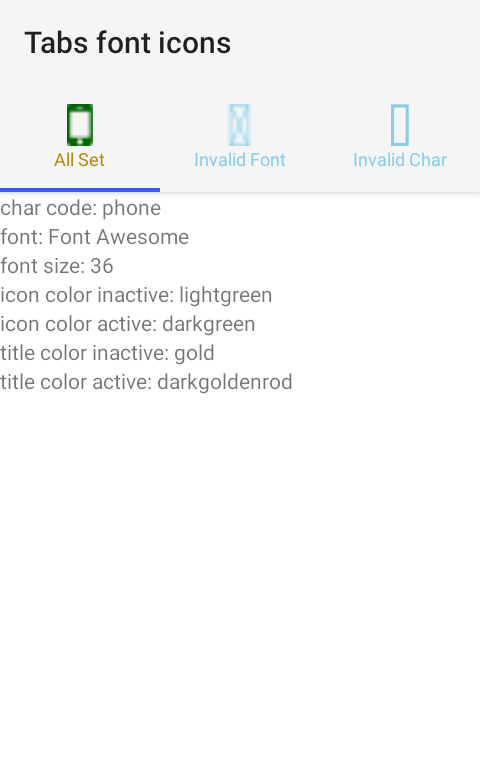 Tabs font icons
All Set
Invalid Font
Invalid Char
char code: phone
font: Font Awesome
font size: 36
icon color inactive: lightgreen
icon color active: darkgreen
title color inactive: gold
title color active: darkgoldenrod